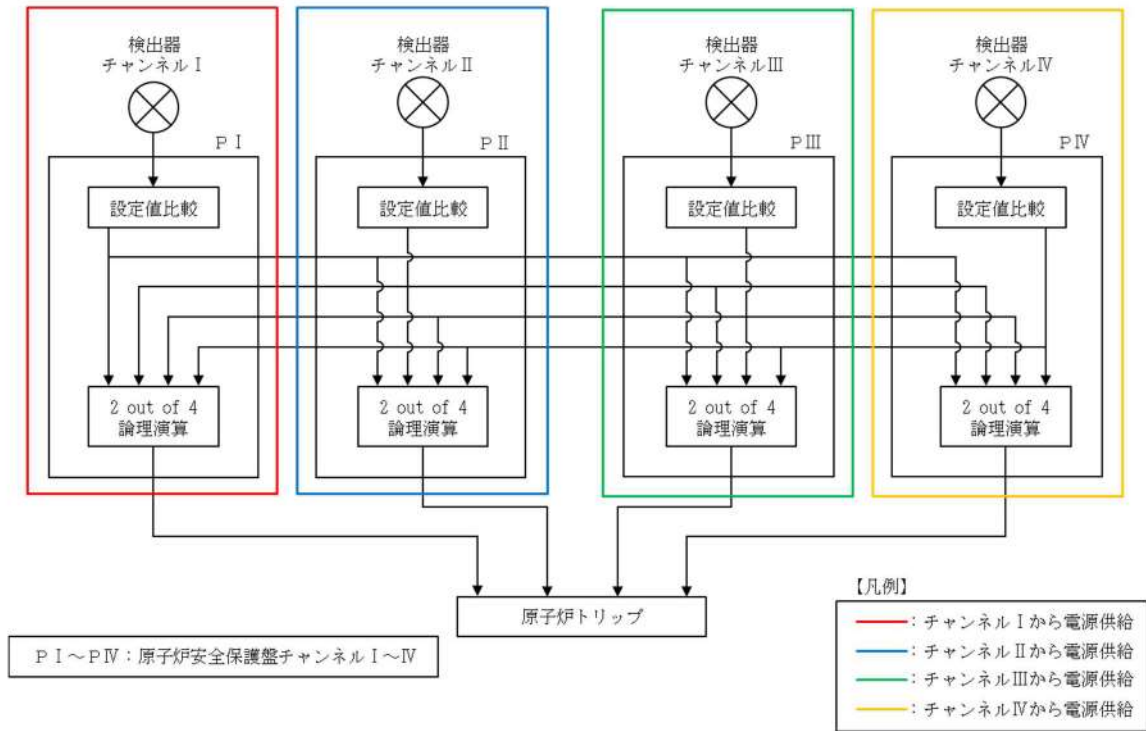 検出器
チャンネルⅠ
検出器
チャンネルⅡ
検出器
チャンネルⅢ
検出器
チャンネルⅣ
PⅠ
PⅡ
PⅢ
PⅣ
設定値比較
設定値比較
設定値比較
設定値比較
2 out of 4
論理演算
2 out of 4
論理演算
2 out of 4
論理演算
2 out of 4
論理演算
原子炉トリップ
PⅠ～PⅣ：原子炉安全保護盤チャンネルⅠ～Ⅳ
【凡例】
：チャンネルⅠから電源供給
：チャンネルⅡから電源供給
：チャンネルⅢから電源供給
：チャンネルⅣから電源供給